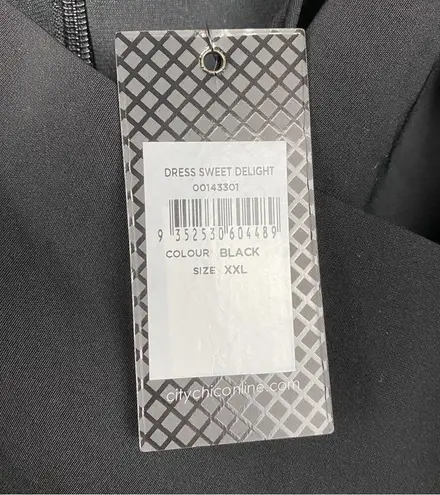 DRESS SWEET DELIGHT
00143301
9 352530 604489
COLOUR BLACK
SIZE XXL
citychiconline.com